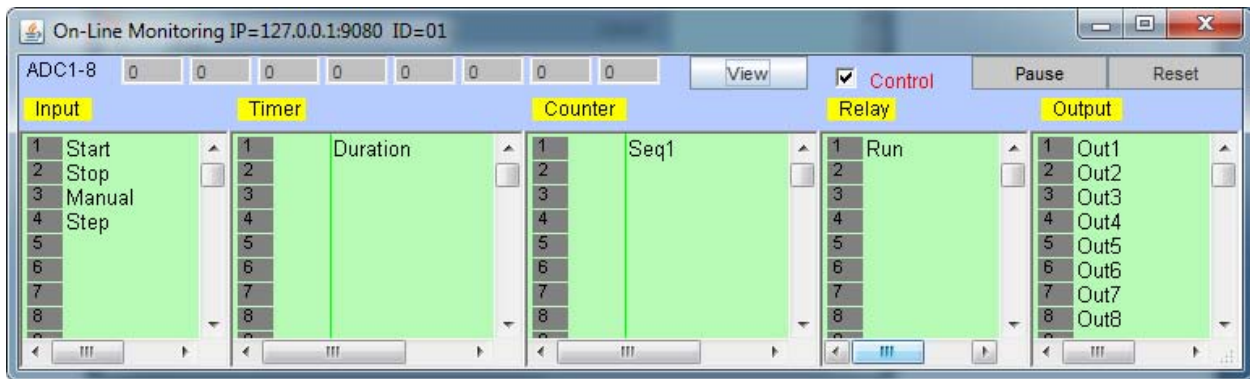 On-Line Monitoring IP=127.0.0.1:9080 ID=01
ADC1-8 0 0 0 0 0 0 0 0 View Control Pause Reset
Input Timer Counter Relay Output
1 Start 1 Duration 1 Seq1 1 Run 1 Out1
2 Stop 2 2 2 2 Out2
3 Manual 3 3 3 3 Out3
4 Step 4 4 4 4 Out4
5 5 5 5 5 Out5
6 6 6 6 6 Out6
7 7 7 7 7 Out7
8 8 8 8 8 Out8